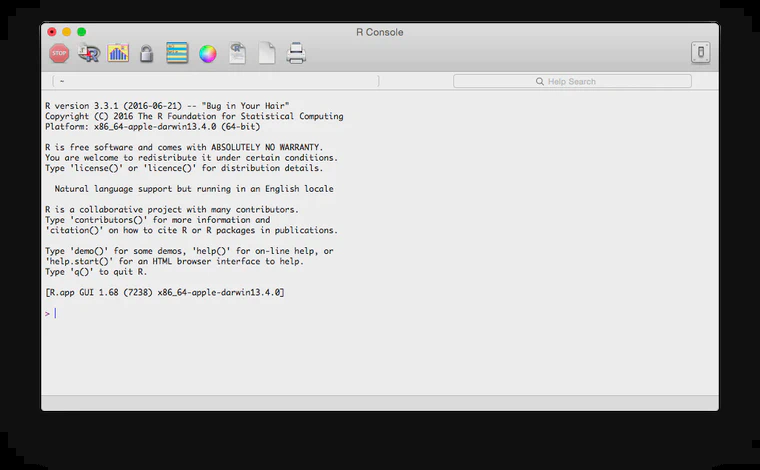 R Console
STOP
R
~
Help Search
R version 3.3.1 (2016-06-21) -- "Bug in Your Hair"
Copyright (C) 2016 The R Foundation for Statistical Computing
Platform: x86_64-apple-darwin13.4.0 (64-bit)
R is free software and comes with ABSOLUTELY NO WARRANTY.
You are welcome to redistribute it under certain conditions.
Type 'license()' or 'licence()' for distribution details.
Natural language support but running in an English locale
R is a collaborative project with many contributors.
Type 'contributors()' for more information and
'citation()' on how to cite R or R packages in publications.
Type 'demo()' for some demos, 'help()' for on-line help, or
'help.start()' for an HTML browser interface to help.
Type 'q()' to quit R.
[R.app GUI 1.68 (7238) x86_64-apple-darwin13.4.0]
>